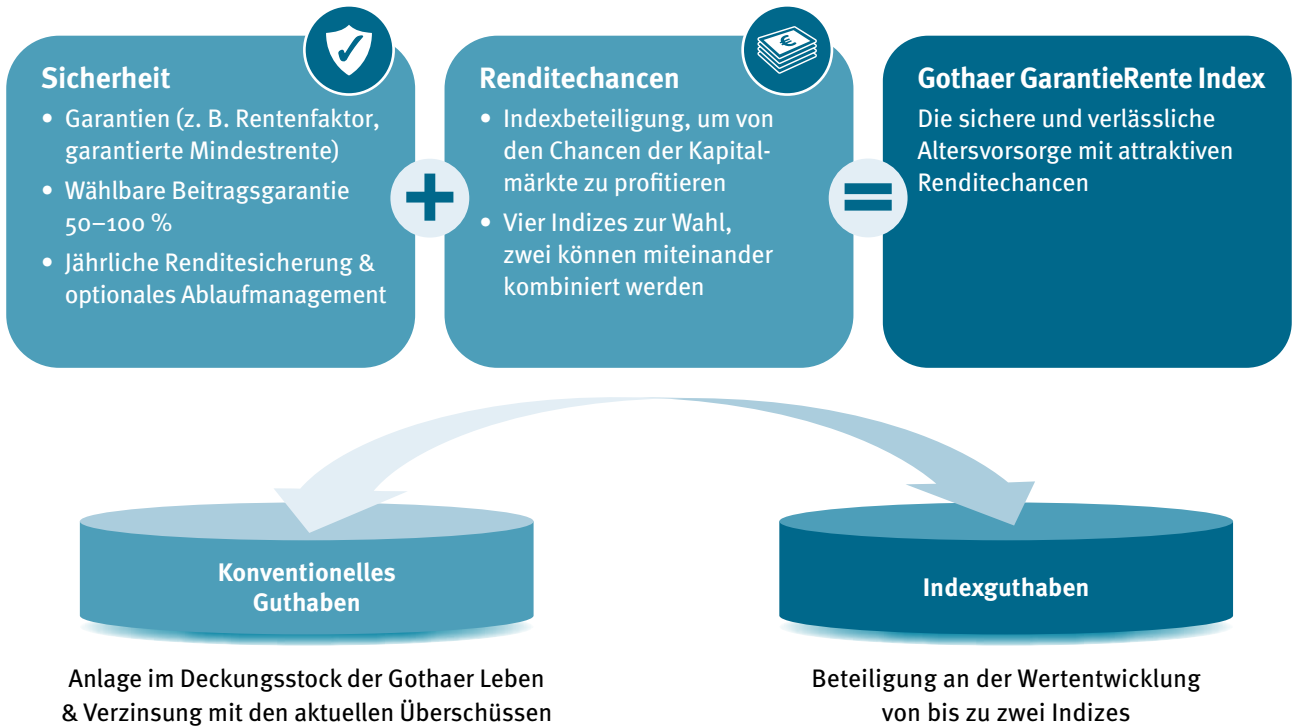 Sicherheit
• Garantien (z. B. Rentenfaktor,
garantierte Mindestrente)
• Wählbare Beitragsgarantie
50–100 %
• Jährliche Renditesicherung &
optionales Ablaufmanagement
+
Renditechancen
€
• Indexbeteiligung, um von
den Chancen der Kapital-
märkte zu profitieren
• Vier Indizes zur Wahl,
zwei können miteinander
kombiniert werden
=
Gothaer GarantieRente Index
Die sichere und verlässliche
Altersvorsorge mit attraktiven
Renditechancen
Konventionelles
Guthaben
Anlage im Deckungsstock der Gothaer Leben
& Verzinsung mit den aktuellen Überschüssen
Indexguthaben
Beteiligung an der Wertentwicklung
von bis zu zwei Indizes